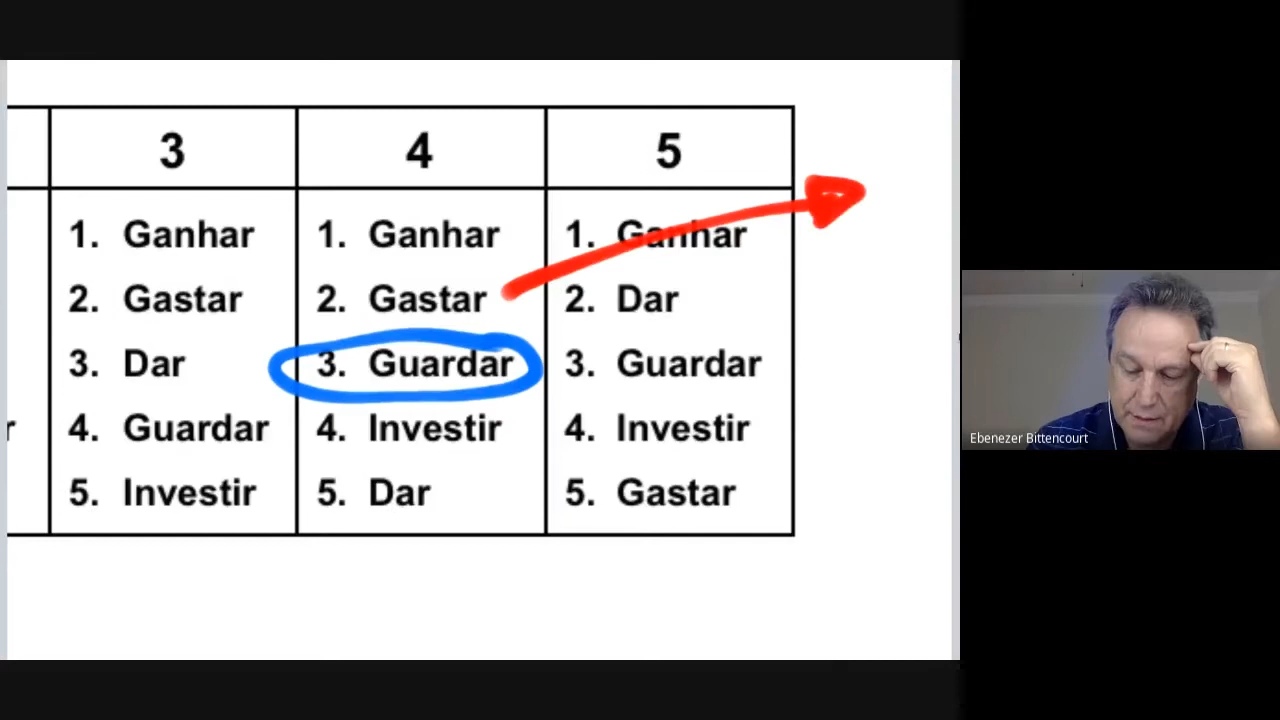 3 4 5
1. Ganhar 1. Ganhar 1. Ganhar
2. Gastar 2. Gastar 2. Dar
3. Dar 3. Guardar 3. Guardar
r 4. Guardar 4. Investir 4. Investir
5. Investir 5. Dar 5. Gastar
Ebenezer Bittencourt